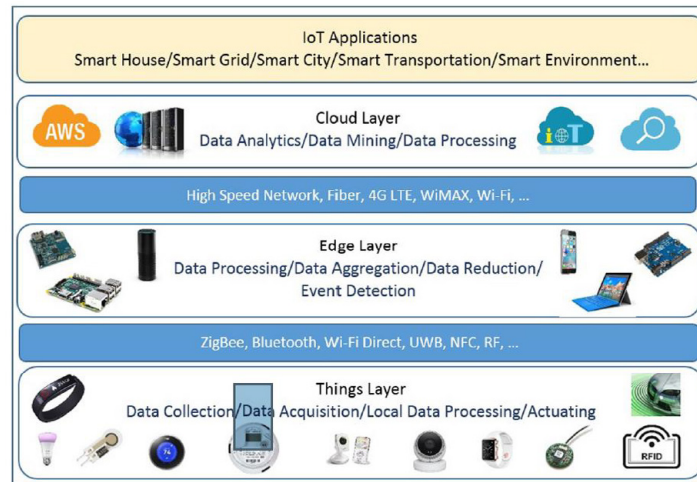 IoT Applications
Smart House/Smart Grid/Smart City/Smart Transportation/Smart Environment...
AWS
Cloud Layer
Data Analytics/Data Mining/Data Processing
iOT
High Speed Network, Fiber, 4G LTE, WiMAX, Wi-Fi, ...
Edge Layer
Data Processing/Data Aggregation/Data Reduction/
Event Detection
ZigBee, Bluetooth, Wi-Fi Direct, UWB, NFC, RF, ...
Things Layer
Data Collection/Data Acquisition/Local Data Processing/Actuating
RFID